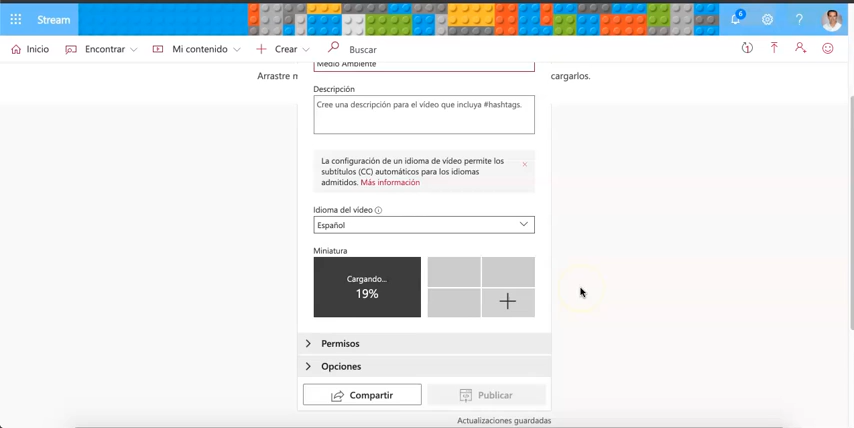 Stream
6
?
Inicio
Encontrar
Mi contenido
Crear
Buscar
Arrastre
cargarlos.
Medio Ambiente
Descripción
Cree una descripción para el vídeo que incluya #hashtags.
La configuración de un idioma de vídeo permite los
subtítulos (CC) automáticos para los idiomas
admitidos. Más información
Idioma del vídeo
Español
Miniatura
Cargando...
19%
Permisos
Opciones
Compartir
Publicar
Actualizaciones guardadas